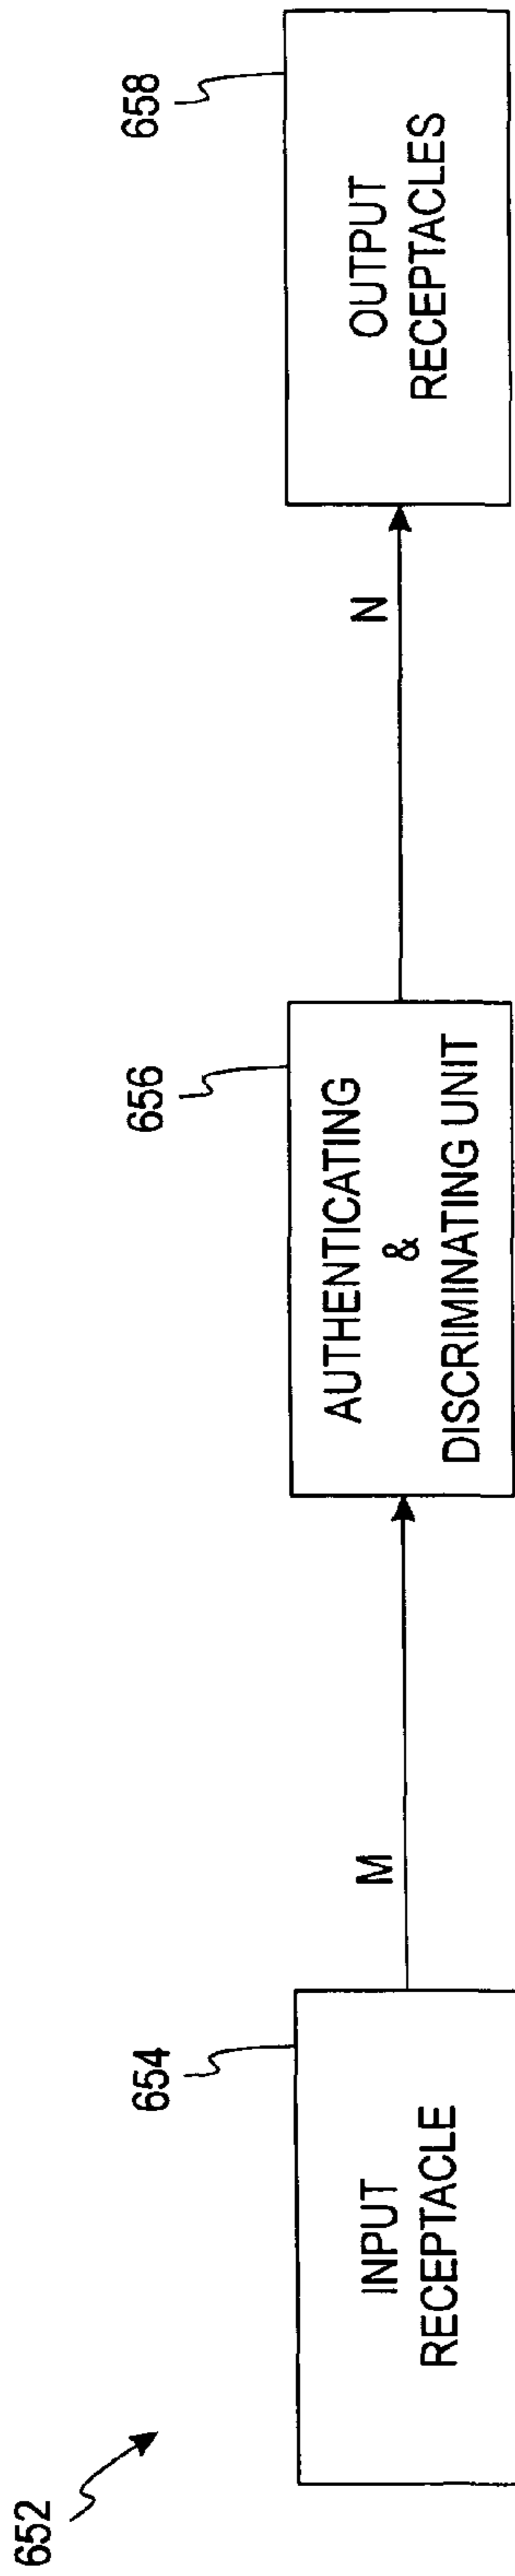 652
654
INPUT
RECEPTACLE
M
656
AUTHENTICATING
&
DISCRIMINATING UNIT
N
658
OUTPUT
RECEPTACLES